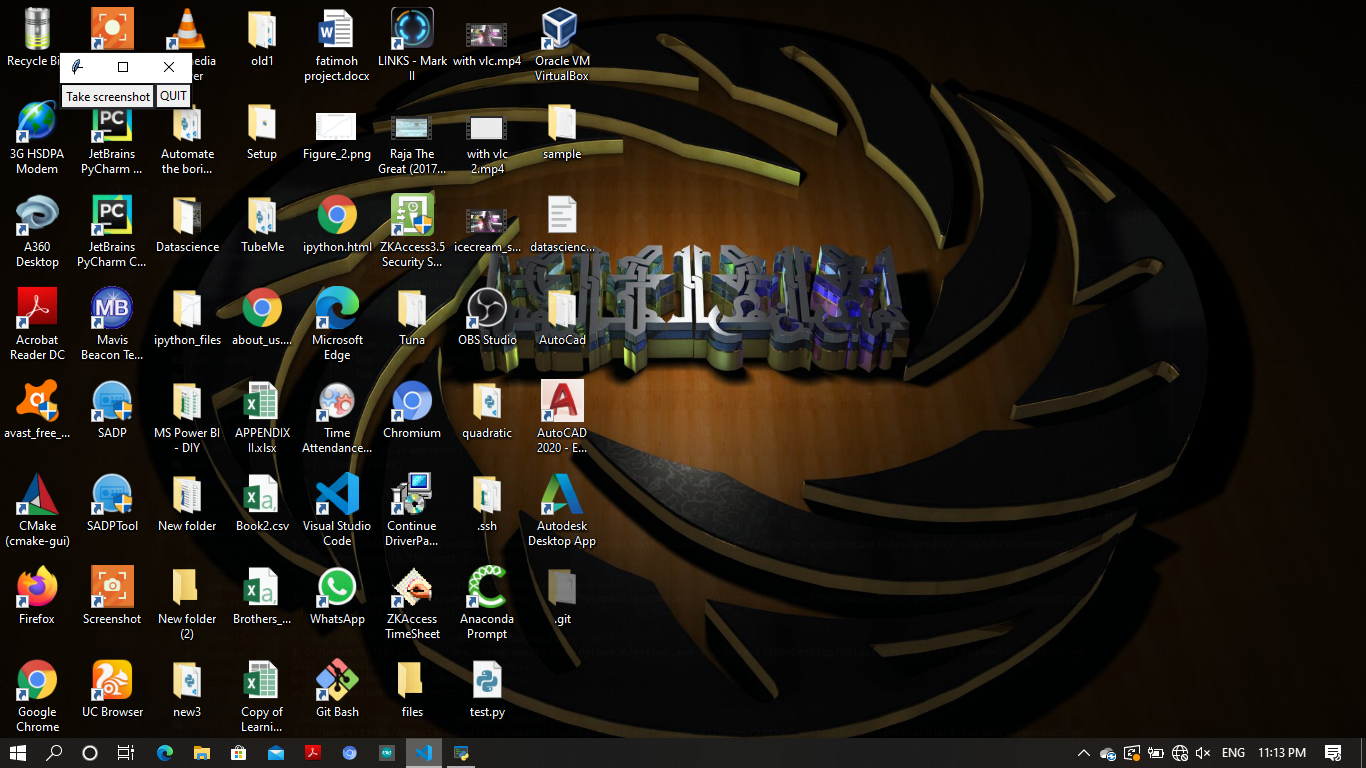 Recycle Bi
media
er
old1
fatimoh
project.docx
LINKS - Mark
II
with vlc.mp4
Oracle VM
VirtualBox
Take screenshot
QUIT
3G HSDPA
Modem
PC
JetBrains
PyCharm ...
Automate
the bori...
Setup
Figure_2.png
Raja The
Great (2017...
with vlc
2.mp4
sample
A360
Desktop
PC
JetBrains
PyCharm C...
Datascience
TubeMe
ipython.html
ZKAccess3.5
Security S...
icecream_s...
datascienc...
Acrobat
Reader DC
MB
Mavis
Beacon Te...
ipython_files
about_us....
Microsoft
Edge
Tuna
OBS Studio
AutoCad
avast_free_...
SADP
MS Power BI
- DIY
APPENDIX
II.xlsx
Time
Attendance...
Chromium
quadratic
AutoCAD
2020 - E...
CMake
(cmake-gui)
SADPTool
New folder
Book2.csv
Visual Studio
Code
Continue
DriverPa...
.ssh
Autodesk
Desktop App
Firefox
Screenshot
New folder
(2)
Brothers_...
WhatsApp
ZKAccess
TimeSheet
Anaconda
Prompt
.git
Google
Chrome
UC Browser
new3
Copy of
Learni...
Git Bash
files
test.py
ENG
11:13 PM